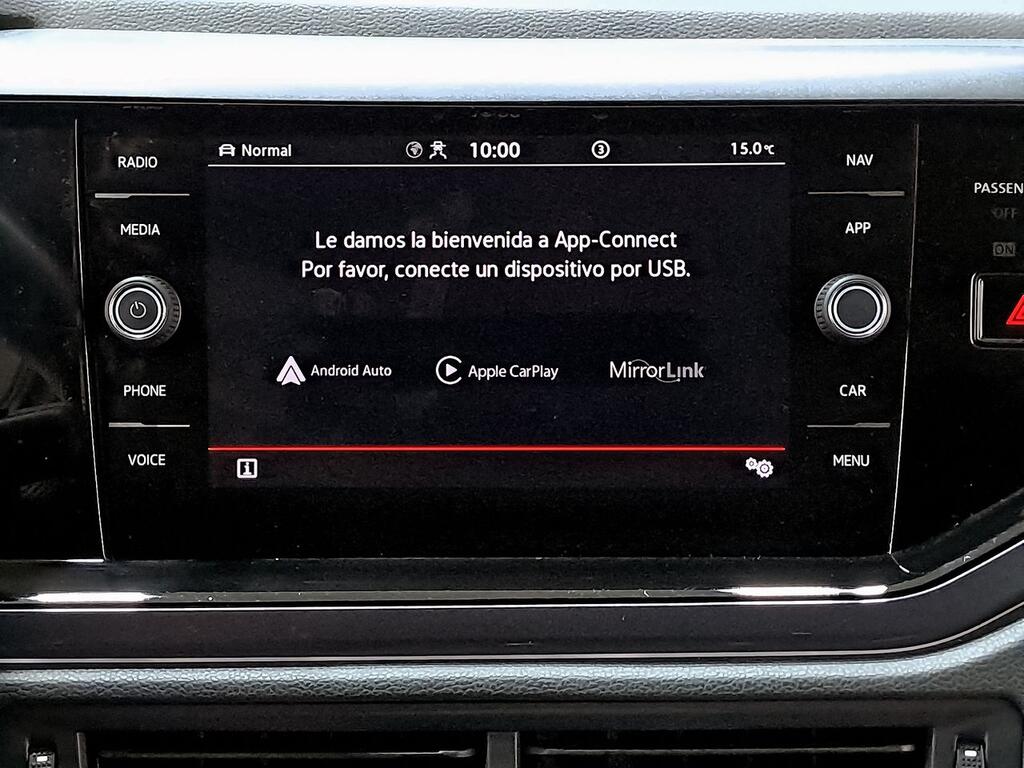 RADIO
MEDIA
PHONE
VOICE
Normal
10:00
3
15.0°C
Le damos la bienvenida a App-Connect
Por favor, conecte un dispositivo por USB.
Android Auto
Apple CarPlay
MirrorLink
i
NAV
APP
CAR
MENU
PASSEN
OFF
ON